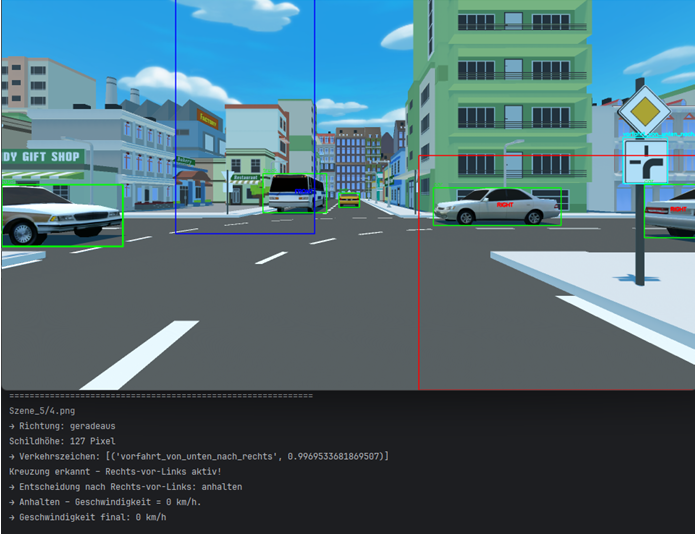 Factory
DY GIFT SHOP
Restaurant
RIGHT
RIGHT
============================================================
Szene_5/4.png
→ Richtung: geradeaus
Schildhöhe: 127 Pixel
→ Verkehrszeichen: [('vorfahrt_von_unten_nach_rechts', 0.9969533681869507)]
Kreuzung erkannt – Rechts-vor-Links aktiv!
→ Entscheidung nach Rechts-vor-Links: anhalten
→ Anhalten – Geschwindigkeit = 0 km/h.
→ Geschwindigkeit final: 0 km/h